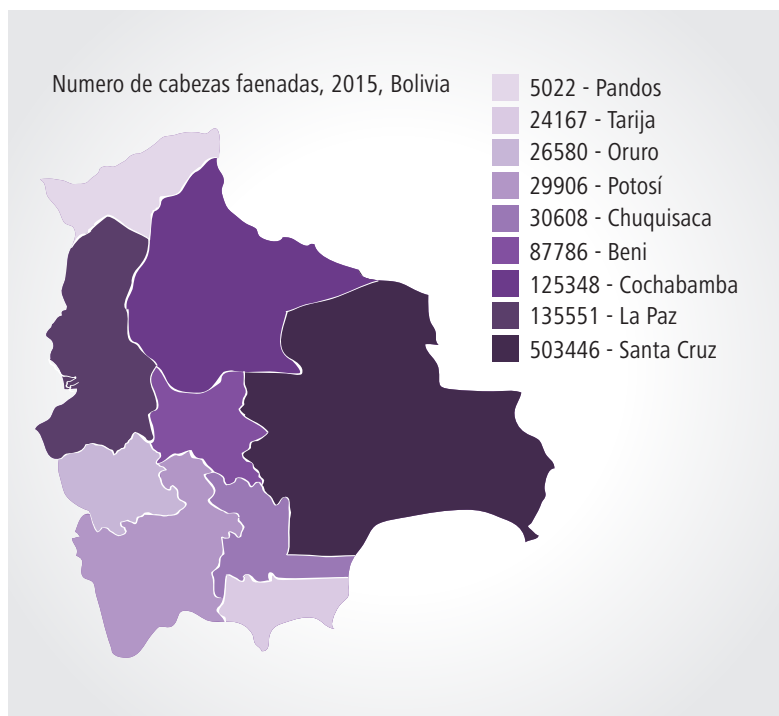 Numero de cabezas faenadas, 2015, Bolivia
5022 - Pandos
24167 - Tarija
26580 - Oruro
29906 - Potosí
30608 - Chuquisaca
87786 - Beni
125348 - Cochabamba
135551 - La Paz
503446 - Santa Cruz